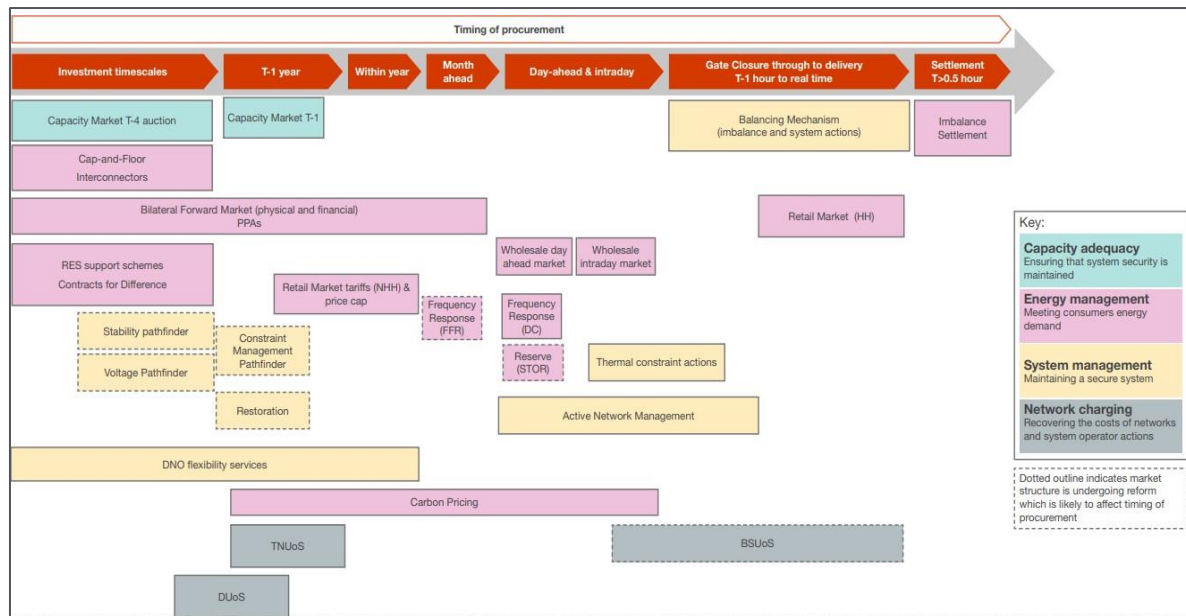 Timing of procurement
Investment timescales
T-1 year
Within year
Month
ahead
Day-ahead & intraday
Gate Closure through to delivery
T-1 hour to real time
Settlement
T>0.5 hour
Capacity Market T-4 auction
Capacity Market T-1
Balancing Mechanism
(imbalance and system actions)
Imbalance
Settlement
Cap-and-Floor
Interconnectors
Bilateral Forward Market (physical and financial)
PPAs
Retail Market (HH)
RES support schemes
Contracts for Difference
Wholesale day
ahead market
Wholesale
intraday market
Retail Market tariffs (NHH) &
price cap
Frequency
Response
(FFR)
Frequency
Response
(DC)
Stability pathfinder
Constraint
Management
Pathfinder
Voltage Pathfinder
Reserve
(STOR)
Thermal constraint actions
Restoration
Active Network Management
DNO flexibility services
Carbon Pricing
TNUoS
BSUoS
DUoS
Key:
Capacity adequacy
Ensuring that system security is
maintained
Energy management
Meeting consumers energy
demand
System management
Maintaining a secure system
Network charging
Recovering the costs of networks
and system operator actions
Dotted outline indicates market
structure is undergoing reform
which is likely to affect timing of
procurement